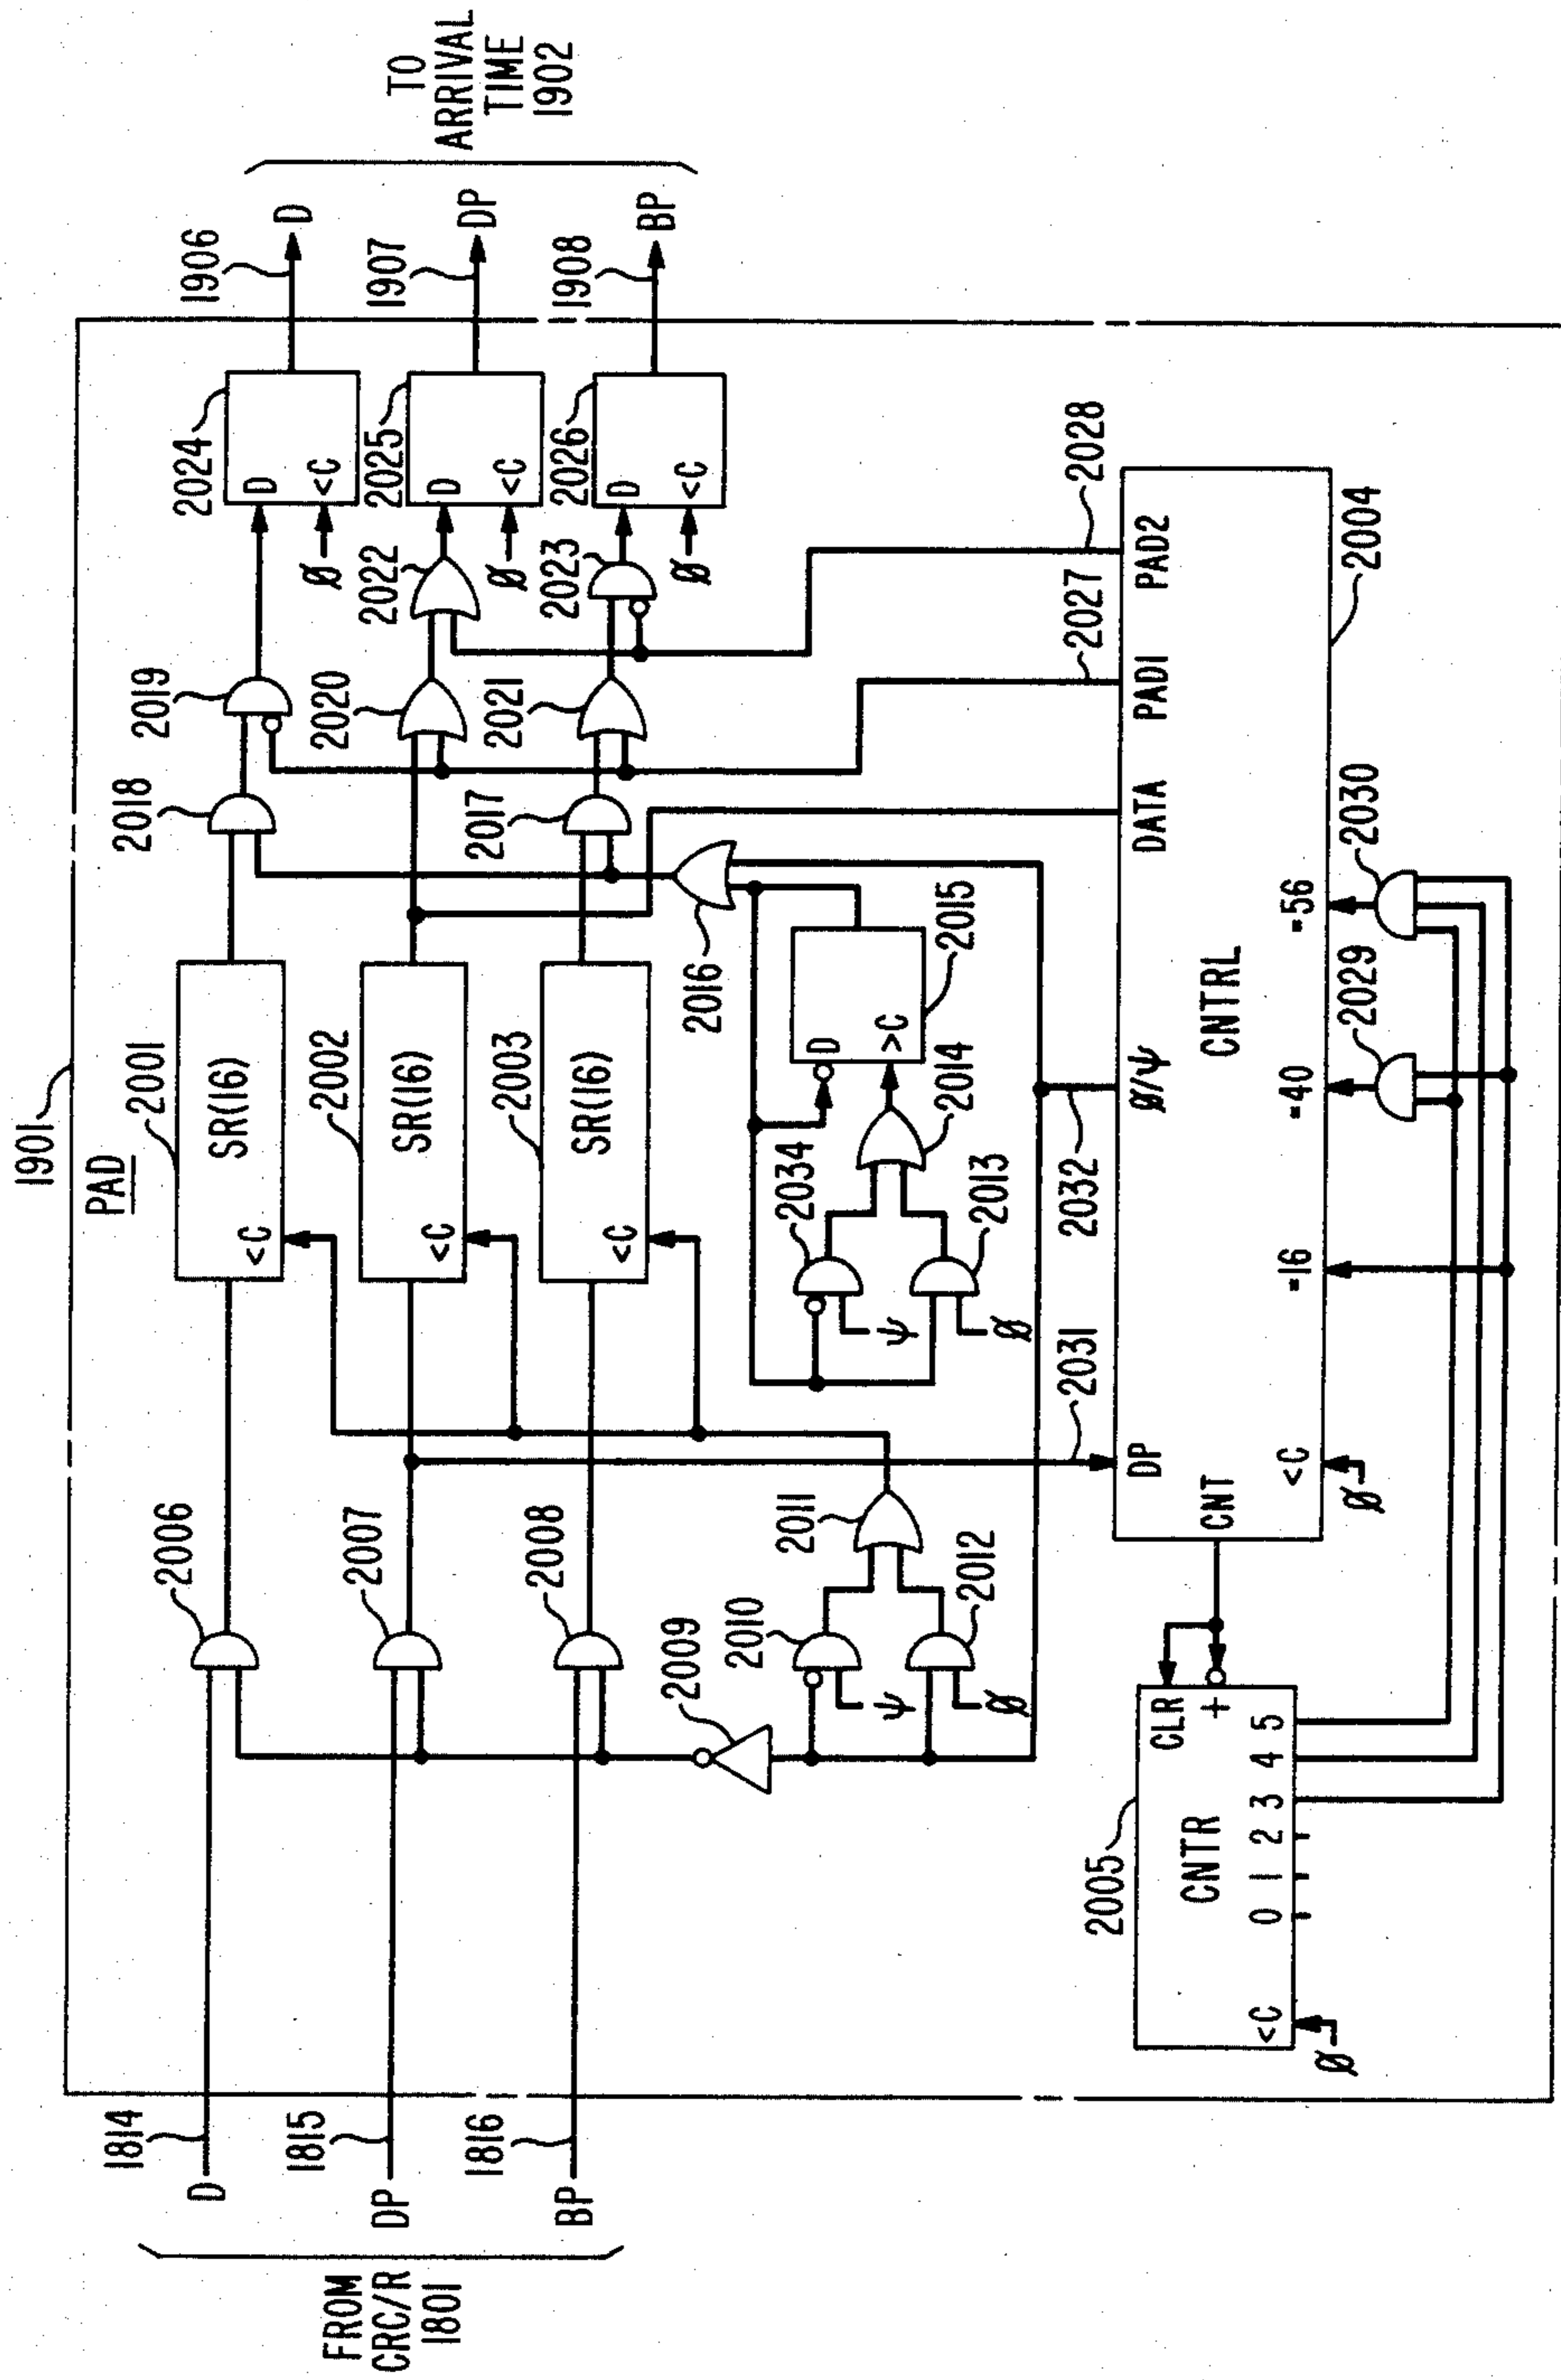 1901
PAD
FROM
CRC/R
1801
D
1814
DP
1815
BP
1816
2006
2007
2008
2009
2010
ψ
2012
Ø
2011
2001
SR(16)
<C
2002
SR(16)
<C
2003
SR(16)
<C
2034
ψ
2013
Ø
2014
D
>C
2015
2016
2017
2018
2019
2020
2021
2022
2023
2024
D
<C
Ø
2025
D
<C
Ø
2026
D
<C
Ø
1906
D
1907
DP
1908
BP
TO
ARRIVAL
TIME
1902
2031
2032
2027
2028
DP
Ø/ψ
DATA
PAD1
PAD2
CNT
CNTRL
2004
<C
Ø
=16
=40
=56
2029
2030
2005
CNTR
CLR
+
<C
Ø
0 1 2 3 4 5